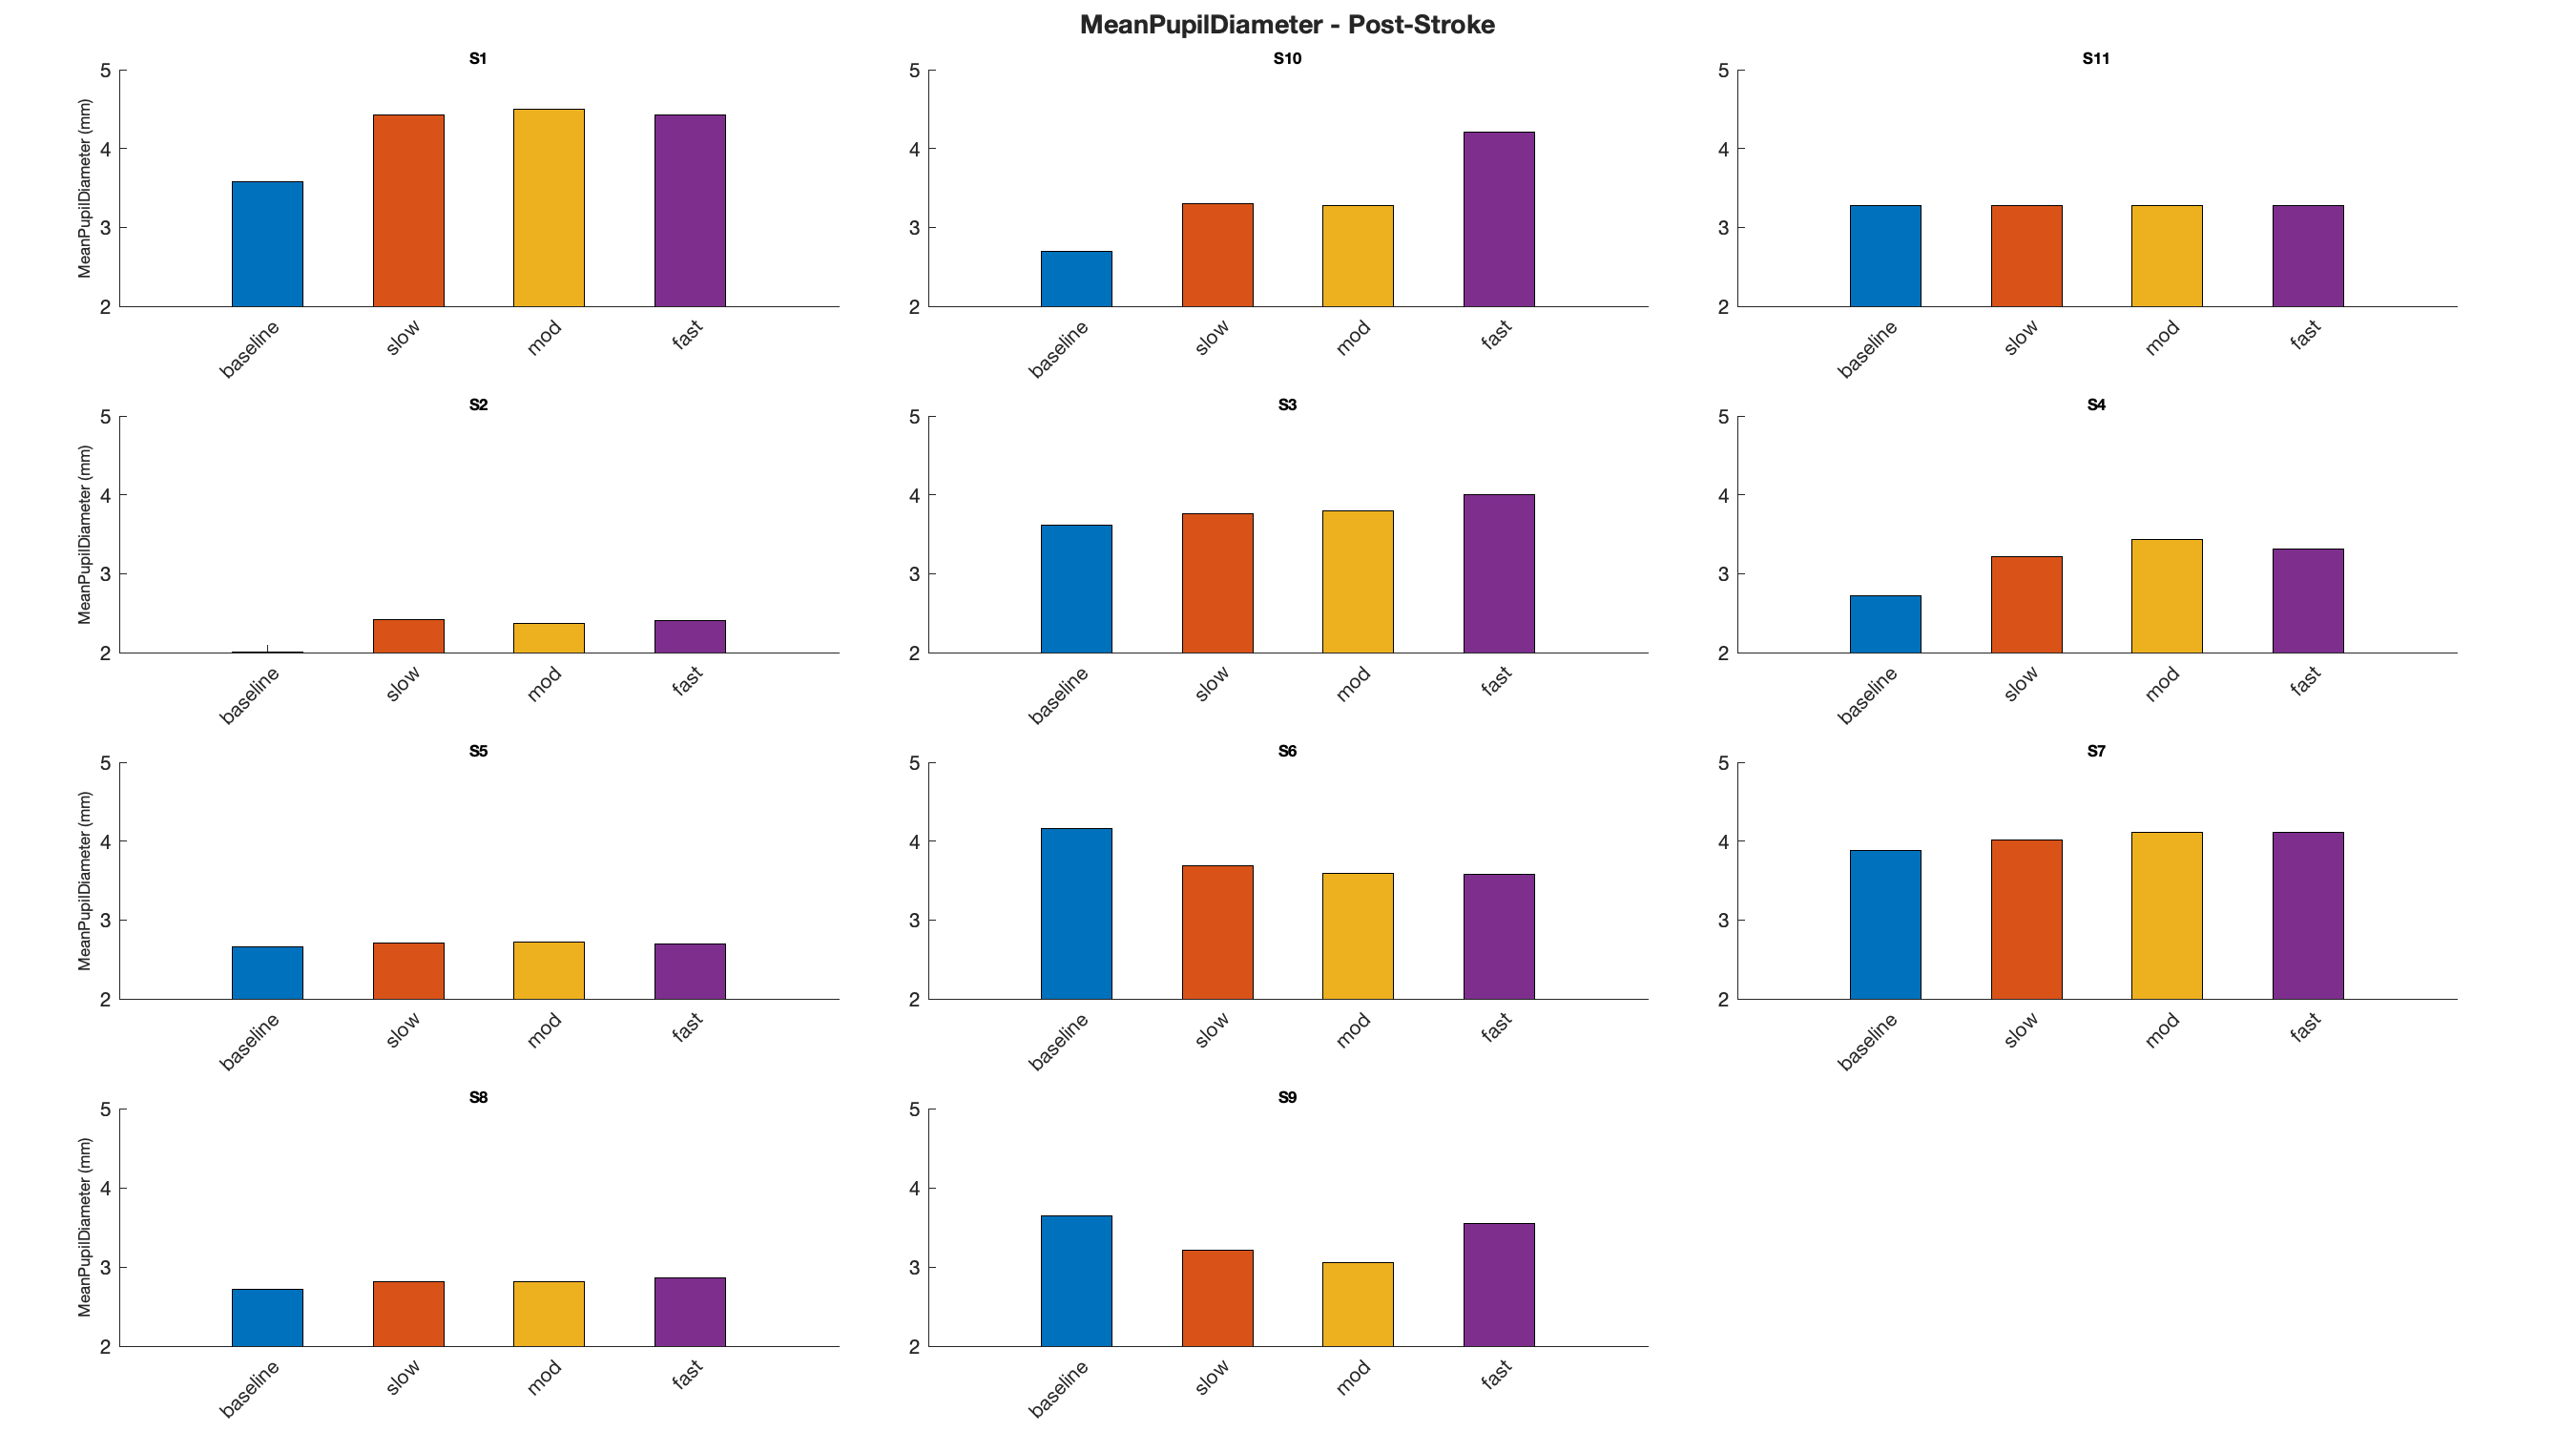 MeanPupilDiameter - Post-Stroke
S1
MeanPupilDiameter (mm)
5
4
3
2
baseline
slow
mod
fast
S10
5
4
3
2
baseline
slow
mod
fast
S11
5
4
3
2
baseline
slow
mod
fast
S2
MeanPupilDiameter (mm)
5
4
3
2
baseline
slow
mod
fast
S3
5
4
3
2
baseline
slow
mod
fast
S4
5
4
3
2
baseline
slow
mod
fast
S5
MeanPupilDiameter (mm)
5
4
3
2
baseline
slow
mod
fast
S6
5
4
3
2
baseline
slow
mod
fast
S7
5
4
3
2
baseline
slow
mod
fast
S8
MeanPupilDiameter (mm)
5
4
3
2
baseline
slow
mod
fast
S9
5
4
3
2
baseline
slow
mod
fast